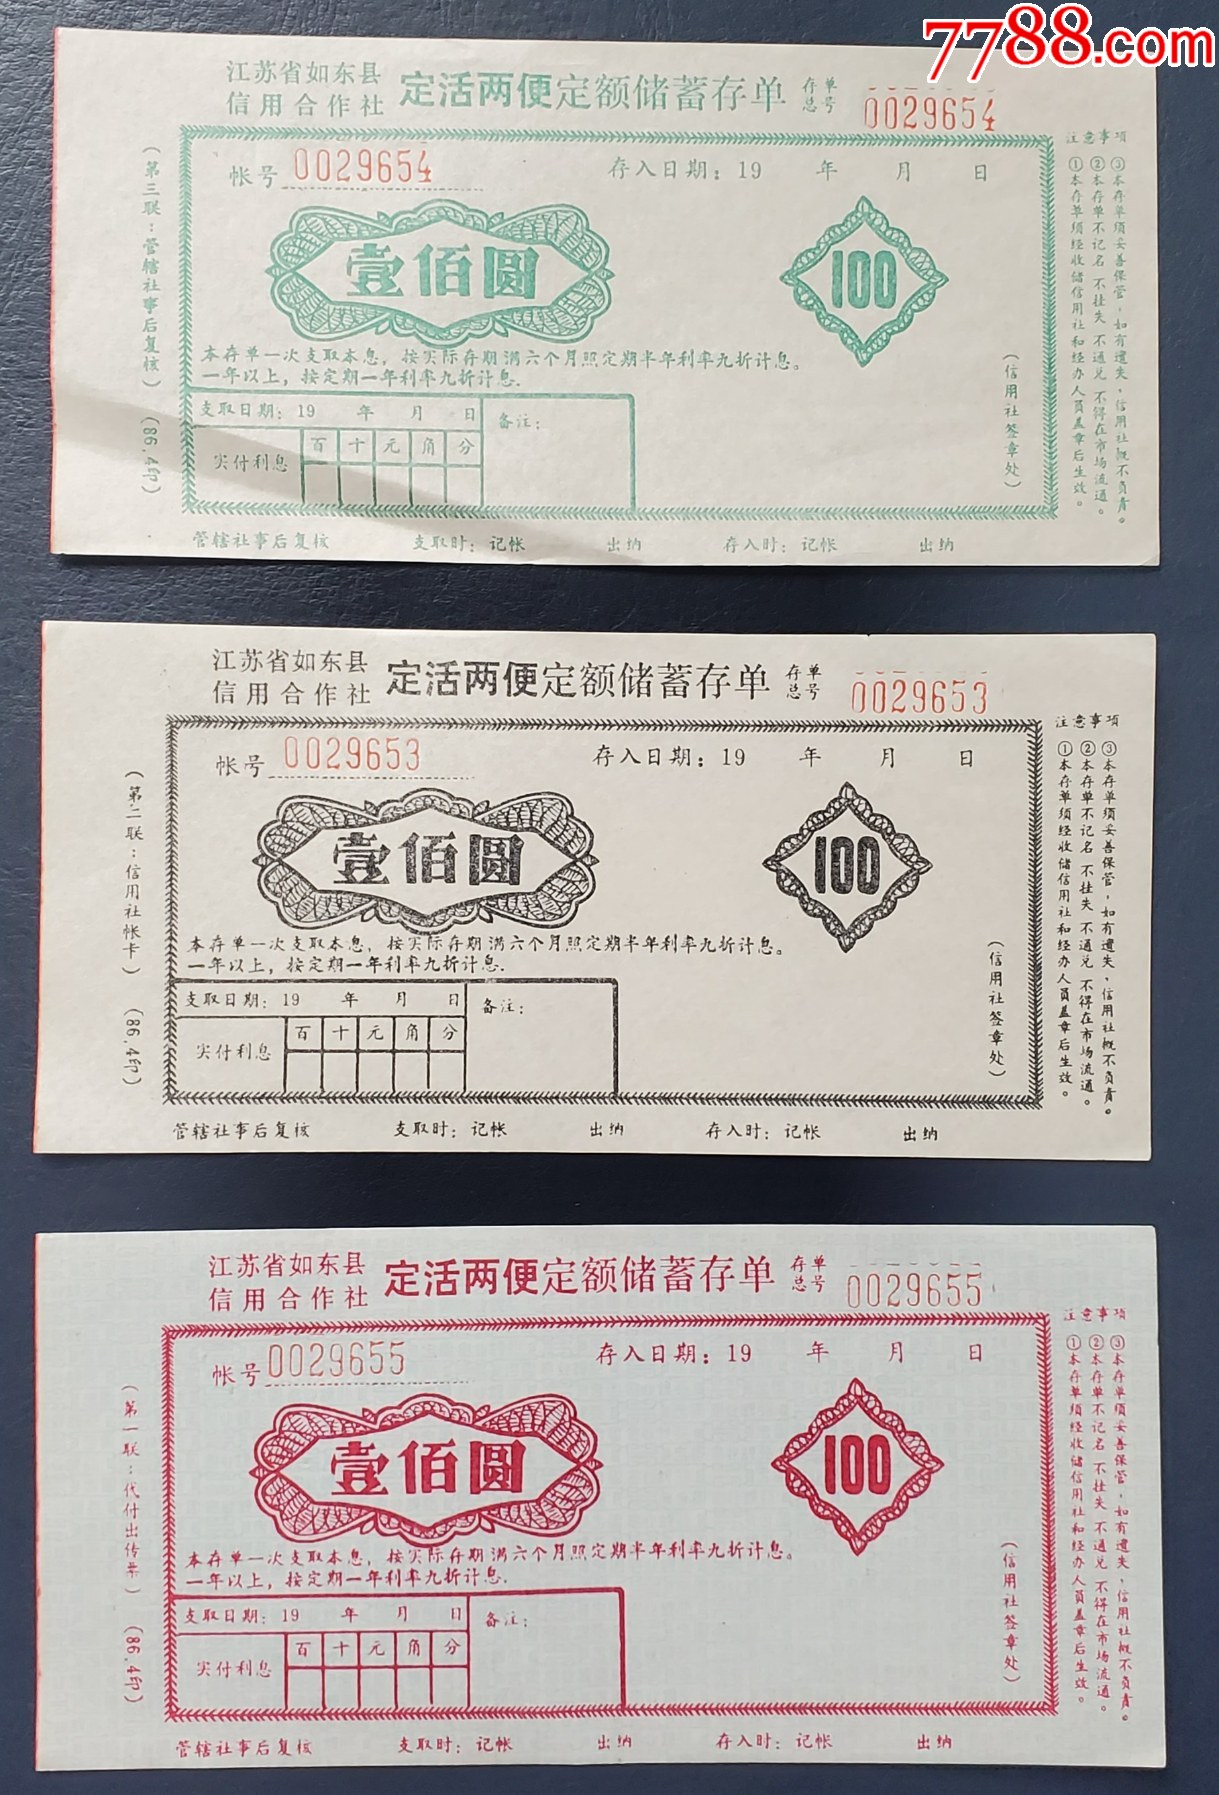 7788.com
江苏省如东县
信用合作社
定活两便定额储蓄存单
存单
总号
0029654
帐号 0029654
存入日期：19 年 月 日
壹佰圆
100
本存单一次支取本息，按实际存期满六个月照定期半年利率九折计息。
一年以上，按定期一年利率九折计息.
支取日期：19 年 月 日
备注：
实付利息
百 十 元 角 分
（信用社签章处）
管辖社事后复核 支取时：记帐 出纳 存入时：记帐 出纳
（第三联：管辖社事后复核）（86.4印）
注意事项
①本存单须经收储信用社和经办人员盖章后生效。
②本存单不记名 不挂失 不通兑 不得在市场流通。
③本存单须妥善保管，如有遗失，信用社概不负责。
江苏省如东县
信用合作社
定活两便定额储蓄存单
存单
总号
0029653
帐号 0029653
存入日期：19 年 月 日
壹佰圆
100
本存单一次支取本息，按实际存期满六个月照定期半年利率九折计息。
一年以上，按定期一年利率九折计息.
支取日期：19 年 月 日
备注：
实付利息
百 十 元 角 分
（信用社签章处）
管辖社事后复核 支取时：记帐 出纳 存入时：记帐 出纳
（第二联：信用社帐卡）（86.4印）
注意事项
①本存单须经收储信用社和经办人员盖章后生效。
②本存单不记名 不挂失 不通兑 不得在市场流通。
③本存单须妥善保管，如有遗失，信用社概不负责。
江苏省如东县
信用合作社
定活两便定额储蓄存单
存单
总号
0029655
帐号 0029655
存入日期：19 年 月 日
壹佰圆
100
本存单一次支取本息，按实际存期满六个月照定期半年利率九折计息。
一年以上，按定期一年利率九折计息.
支取日期：19 年 月 日
备注：
实付利息
百 十 元 角 分
（信用社签章处）
管辖社事后复核 支取时：记帐 出纳 存入时：记帐 出纳
（第一联：代付出传票）（86.4印）
注意事项
①本存单须经收储信用社和经办人员盖章后生效。
②本存单不记名 不挂失 不通兑 不得在市场流通。
③本存单须妥善保管，如有遗失，信用社概不负责。